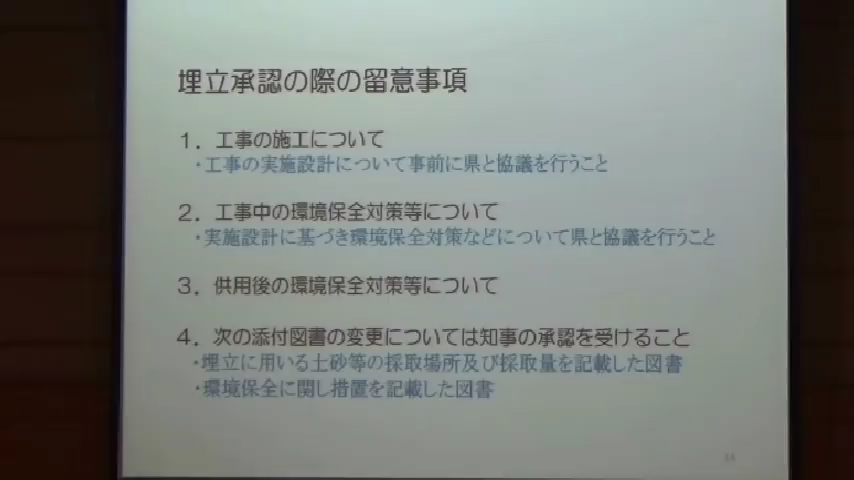 埋立承認の際の留意事項
1．工事の施工について
・工事の実施設計について事前に県と協議を行うこと
2．工事中の環境保全対策等について
・実施設計に基づき環境保全対策などについて県と協議を行うこと
3．供用後の環境保全対策等について
4．次の添付図書の変更については知事の承認を受けること
・埋立に用いる土砂等の採取場所及び採取量を記載した図書
・環境保全に関し措置を記載した図書